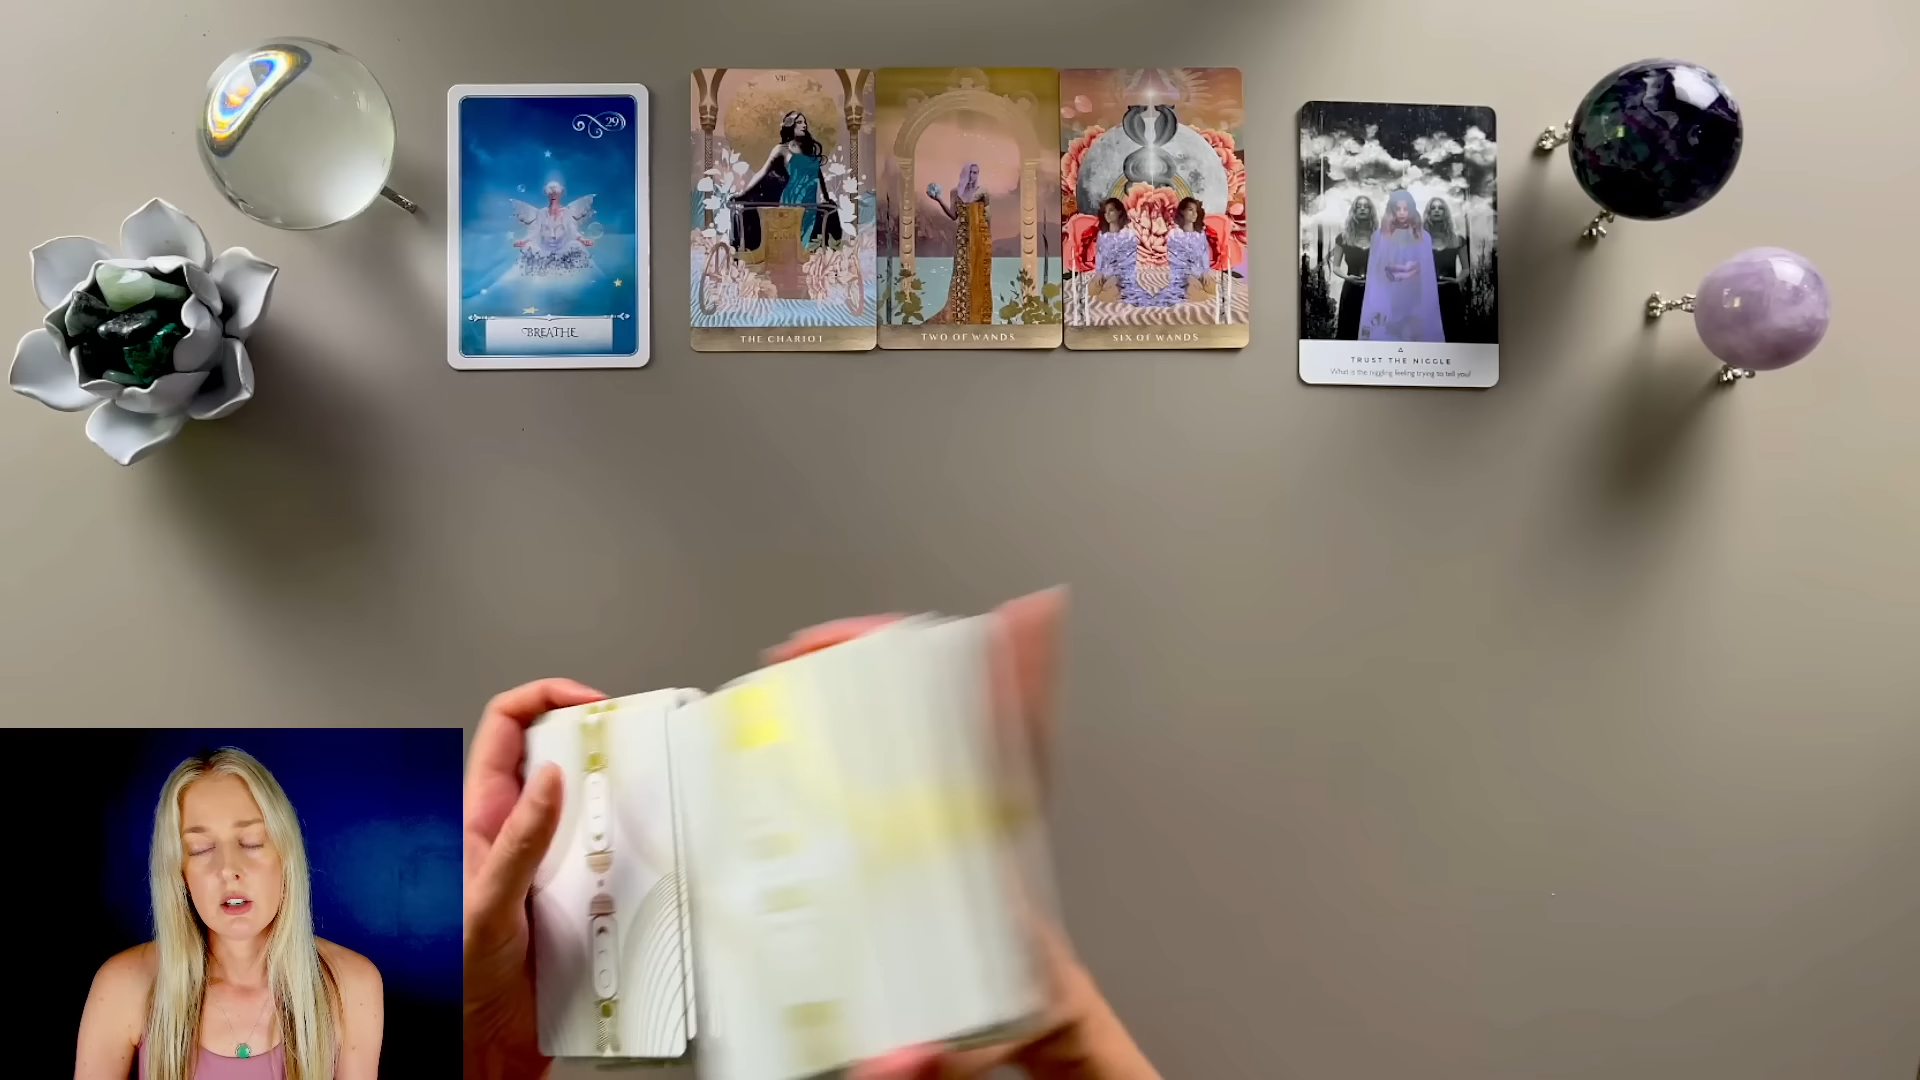 29
BREATHE
VII
THE CHARIOT
TWO OF WANDS
SIX OF WANDS
TRUST THE NIGGLE
What is the niggling feeling trying to tell you?